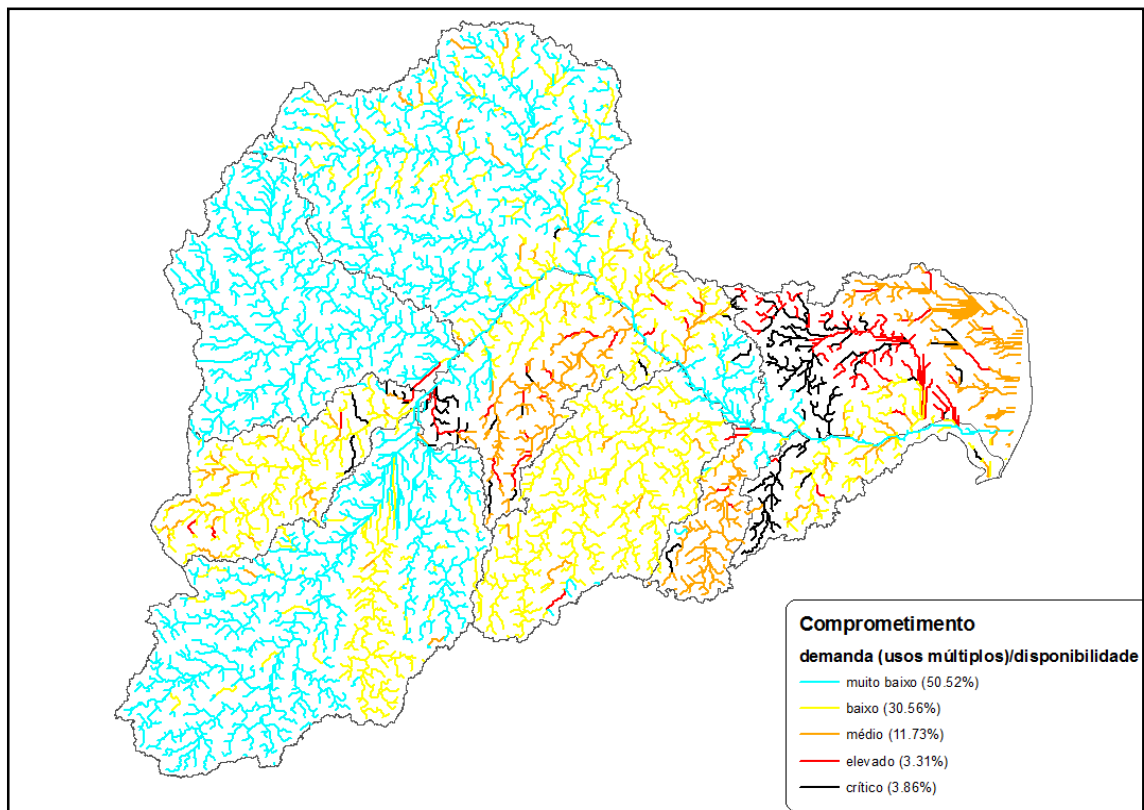 Comprometimento
demanda (usos múltiplos)/disponibilidade
muito baixo (50.52%)
baixo (30.56%)
médio (11.73%)
elevado (3.31%)
crítico (3.86%)